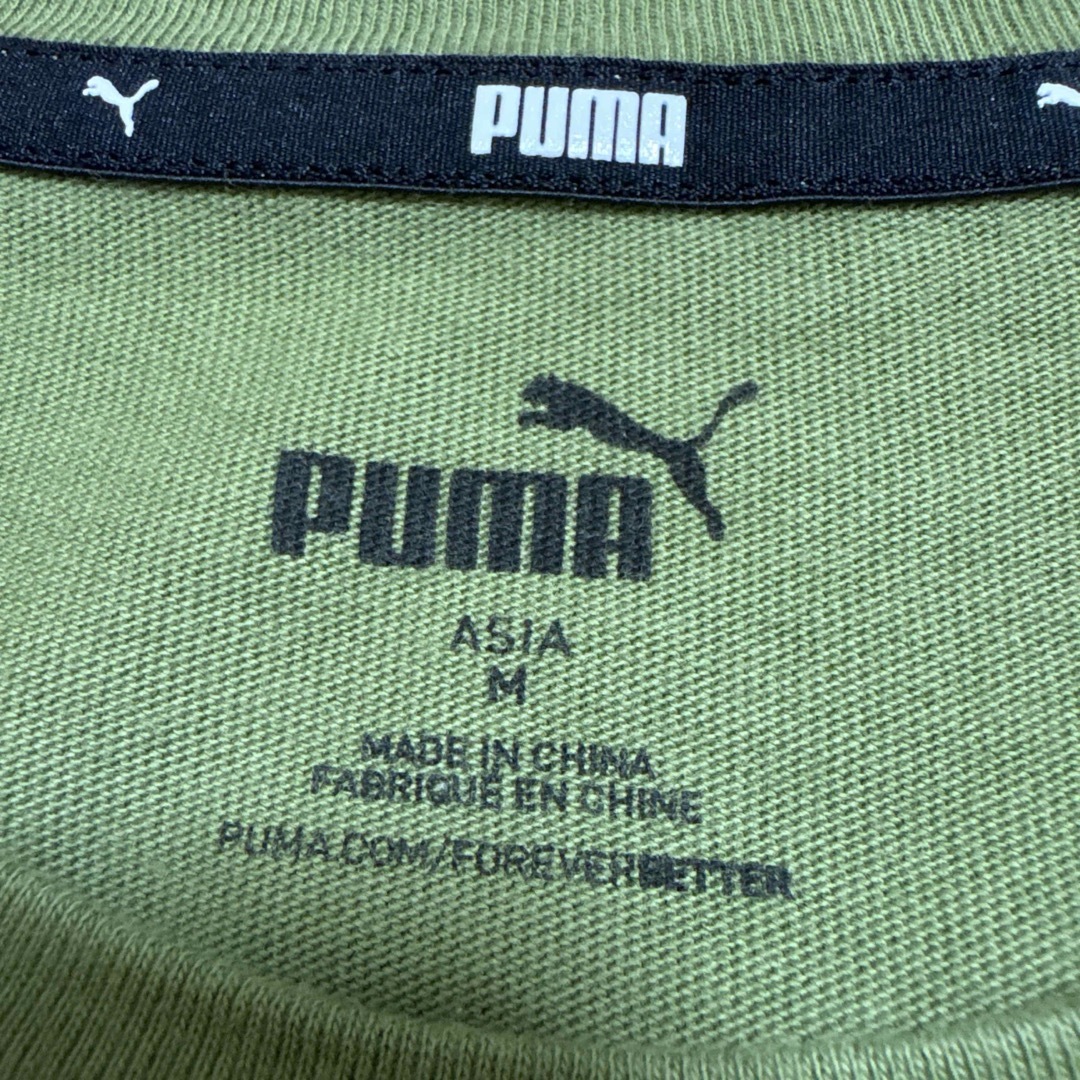 PUMA
PUMA
ASIA
M
MADE IN CHINA
FABRIQUÉ EN CHINE
PUMA.COM/FOREVERBETTER